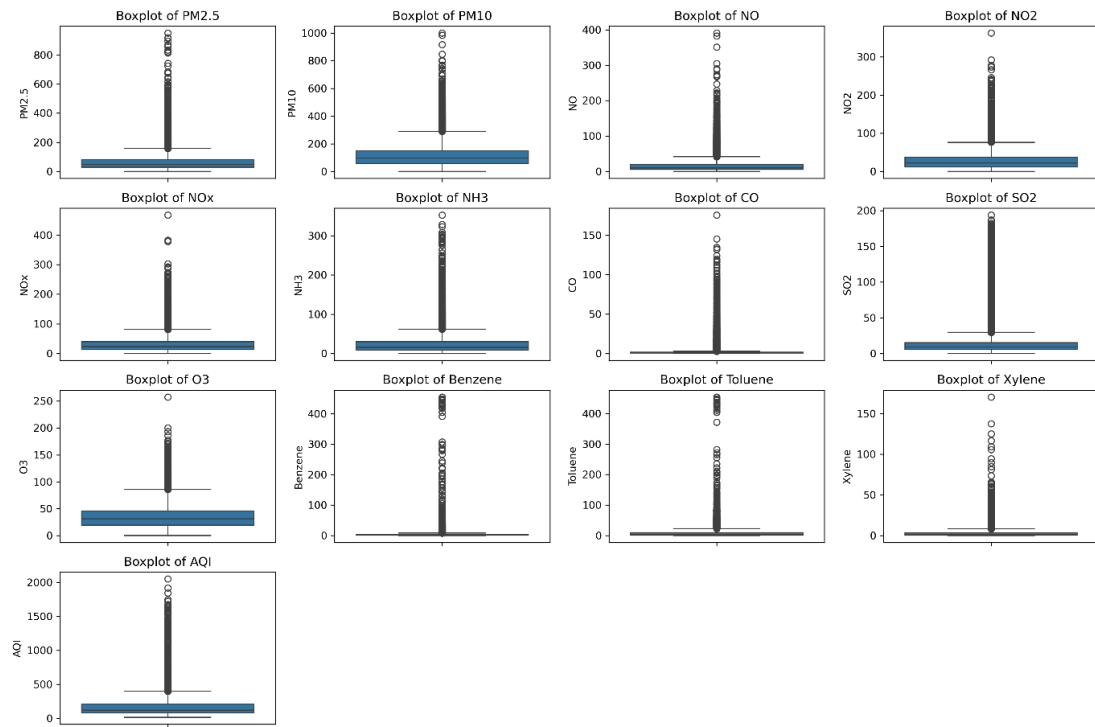 Boxplot of PM2.5
800
600
400
200
0
PM2.5
Boxplot of PM10
1000
800
600
400
200
0
PM10
Boxplot of NO
400
300
200
100
0
NO
Boxplot of NO2
300
200
100
0
NO2
Boxplot of NOx
400
300
200
100
0
NOx
Boxplot of NH3
300
200
100
0
NH3
Boxplot of CO
150
100
50
0
CO
Boxplot of SO2
200
150
100
50
0
SO2
Boxplot of O3
250
200
150
100
50
0
O3
Boxplot of Benzene
400
300
200
100
0
Benzene
Boxplot of Toluene
400
300
200
100
0
Toluene
Boxplot of Xylene
150
100
50
0
Xylene
Boxplot of AQI
2000
1500
1000
500
0
AQI